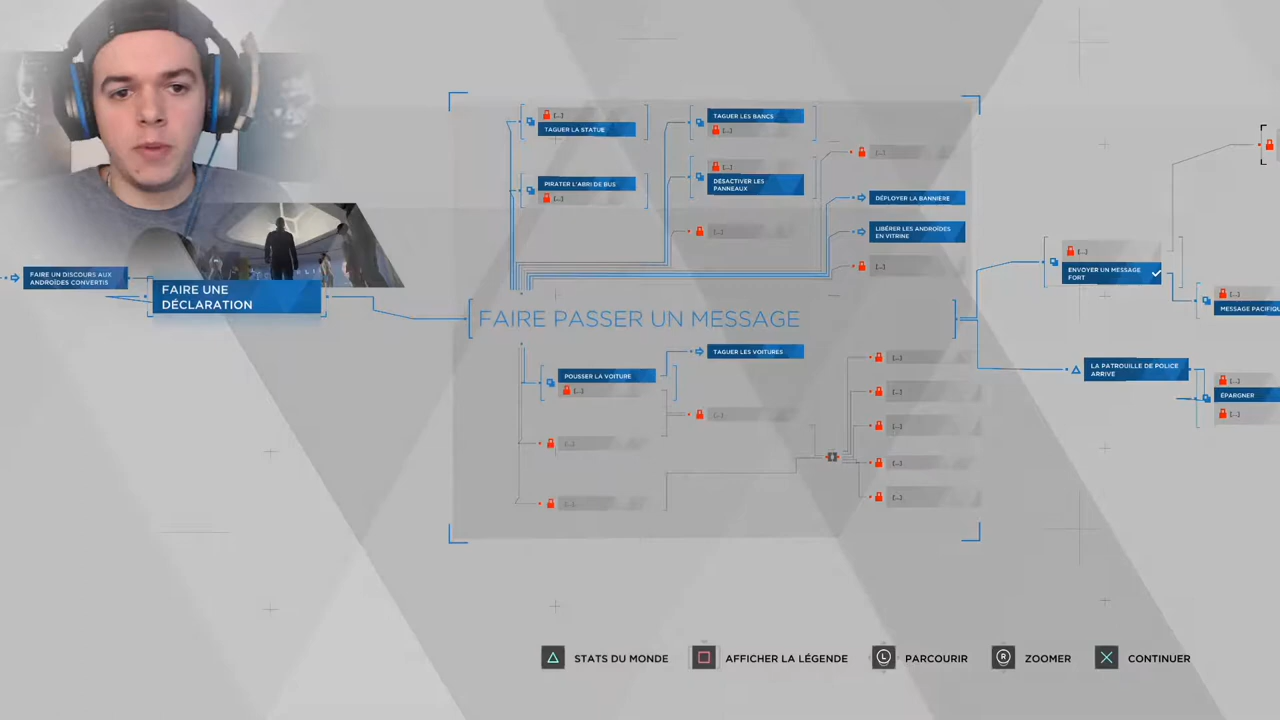 [...]
TAGUER LA STATUE
TAGUER LES BANCS
[...]
[...]
PIRATER L'ABRI DE BUS
[...]
[...]
DÉSACTIVER LES
PANNEAUX
[...]
DÉPLOYER LA BANNIÈRE
LIBÉRER LES ANDROÏDES
EN VITRINE
[...]
FAIRE UN DISCOURS AUX
ANDROÏDES CONVERTIS
FAIRE UNE
DÉCLARATION
FAIRE PASSER UN MESSAGE
[...]
ENVOYER UN MESSAGE
FORT
[...]
MESSAGE PACIFIQU
POUSSER LA VOITURE
[...]
TAGUER LES VOITURES
[...]
[...]
[...]
[...]
[...]
[...]
[...]
[...]
LA PATROUILLE DE POLICE
ARRIVE
[...]
ÉPARGNER
[...]
STATS DU MONDE
AFFICHER LA LÉGENDE
L
PARCOURIR
R
ZOOMER
CONTINUER